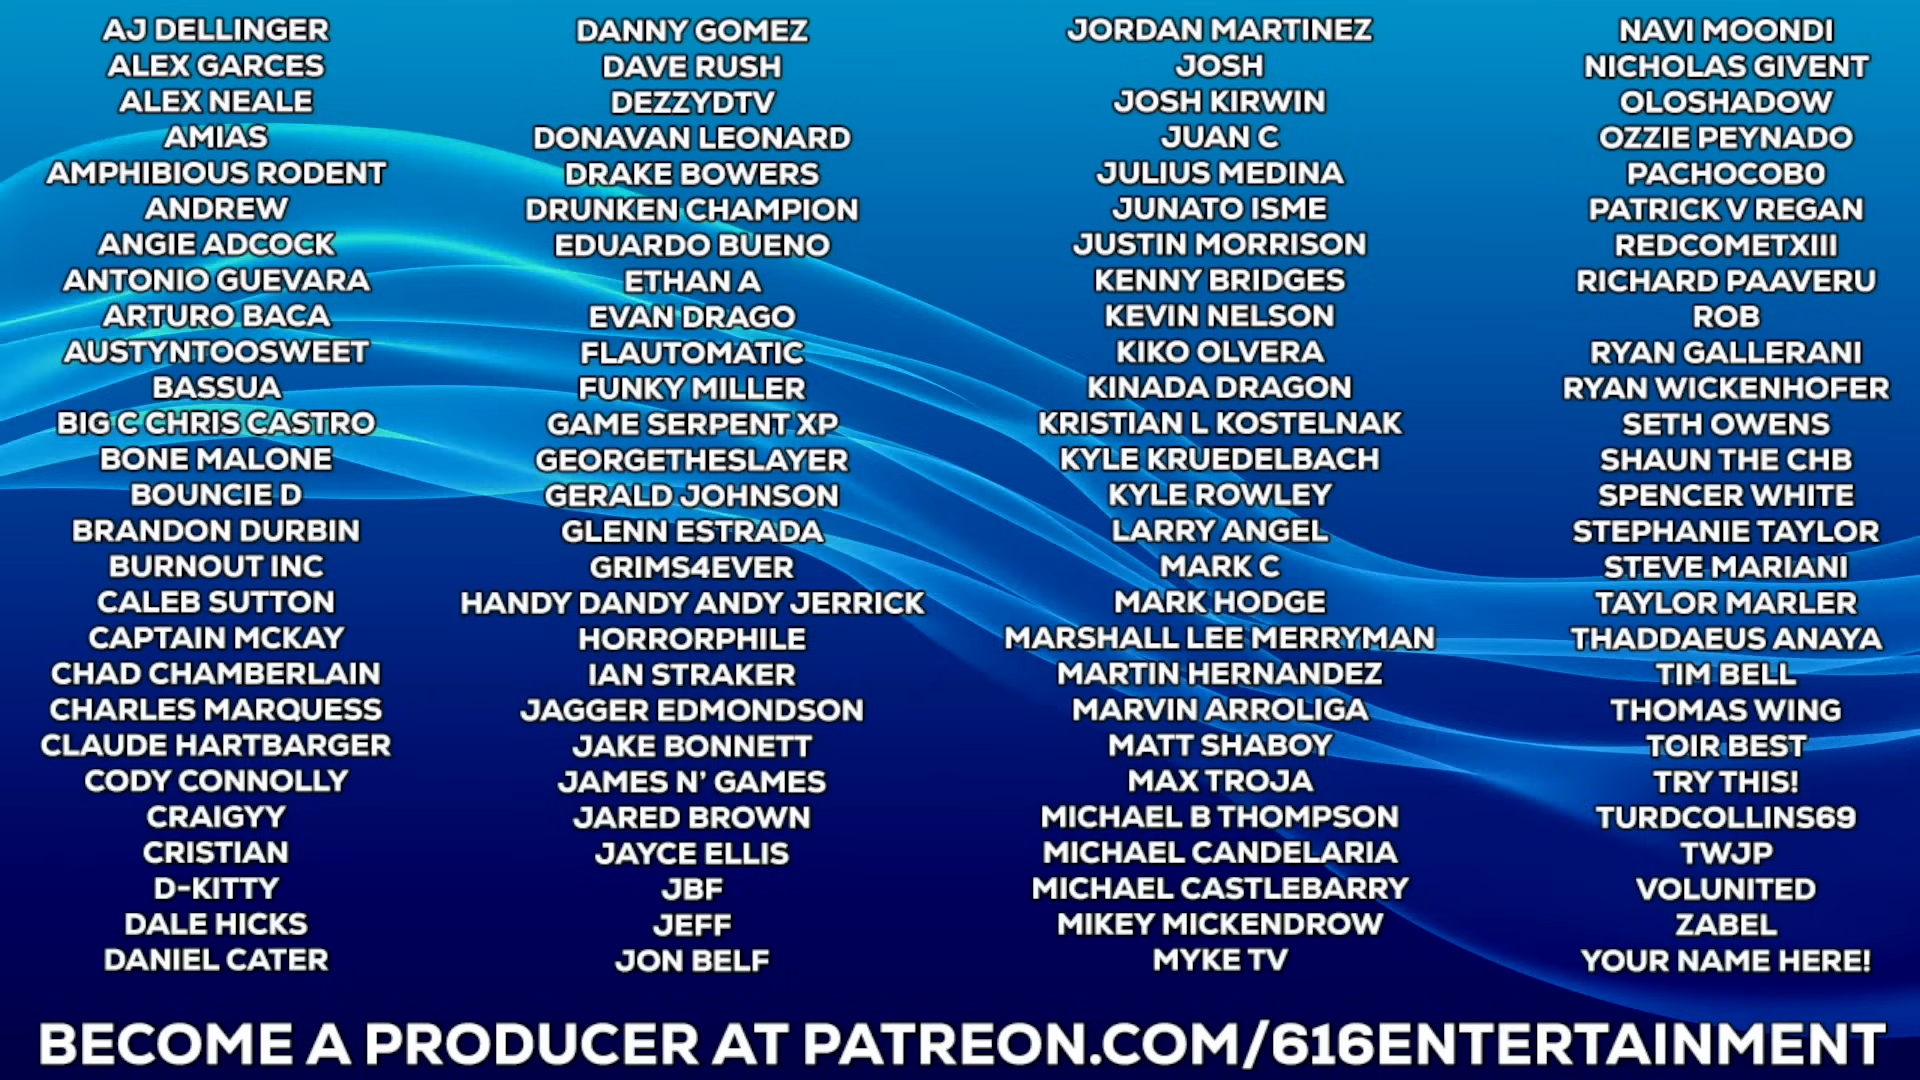 AJ DELLINGER
ALEX GARCES
ALEX NEALE
AMIAS
AMPHIBIOUS RODENT
ANDREW
ANGIE ADCOCK
ANTONIO GUEVARA
ARTURO BACA
AUSTYNTOOSWEET
BASSUA
BIG C CHRIS CASTRO
BONE MALONE
BOUNCIE D
BRANDON DURBIN
BURNOUT INC
CALEB SUTTON
CAPTAIN MCKAY
CHAD CHAMBERLAIN
CHARLES MARQUESS
CLAUDE HARTBARGER
CODY CONNOLLY
CRAIGYY
CRISTIAN
D-KITTY
DALE HICKS
DANIEL CATER
DANNY GOMEZ
DAVE RUSH
DEZZYDTV
DONAVAN LEONARD
DRAKE BOWERS
DRUNKEN CHAMPION
EDUARDO BUENO
ETHAN A
EVAN DRAGO
FLAUTOMATIC
FUNKY MILLER
GAME SERPENT XP
GEORGETHESLAYER
GERALD JOHNSON
GLENN ESTRADA
GRIMS4EVER
HANDY DANDY ANDY JERRICK
HORRORPHILE
IAN STRAKER
JAGGER EDMONDSON
JAKE BONNETT
JAMES N' GAMES
JARED BROWN
JAYCE ELLIS
JBF
JEFF
JON BELF
JORDAN MARTINEZ
JOSH
JOSH KIRWIN
JUAN C
JULIUS MEDINA
JUNATO ISME
JUSTIN MORRISON
KENNY BRIDGES
KEVIN NELSON
KIKO OLVERA
KINADA DRAGON
KRISTIAN L KOSTELNAK
KYLE KRUEDELBACH
KYLE ROWLEY
LARRY ANGEL
MARK C
MARK HODGE
MARSHALL LEE MERRYMAN
MARTIN HERNANDEZ
MARVIN ARROLIGA
MATT SHABOY
MAX TROJA
MICHAEL B THOMPSON
MICHAEL CANDELARIA
MICHAEL CASTLEBARRY
MIKEY MICKENDROW
MYKE TV
NAVI MOONDI
NICHOLAS GIVENT
OLOSHADOW
OZZIE PEYNADO
PACHOCOB0
PATRICK V REGAN
REDCOMETXIII
RICHARD PAAVERU
ROB
RYAN GALLERANI
RYAN WICKENHOFER
SETH OWENS
SHAUN THE CHB
SPENCER WHITE
STEPHANIE TAYLOR
STEVE MARIANI
TAYLOR MARLER
THADDAEUS ANAYA
TIM BELL
THOMAS WING
TOIR BEST
TRY THIS!
TURDCOLLINS69
TWJP
VOLUNITED
ZABEL
YOUR NAME HERE!
BECOME A PRODUCER AT PATREON.COM/616ENTERTAINMENT